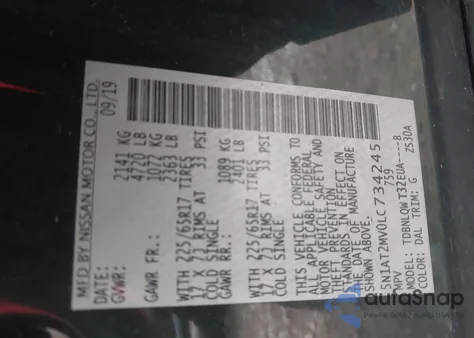 MFD BY NISSAN MOTOR CO., LTD.
DATE: 09/19
GVWR: 2141 KG
4720 LB
GAWR FR.: 1072 KG
2363 LB
WITH 225/65R17 TIRES
17 X RIMS AT 33 PSI
COLD SINGLE
GAWR RR.: 1089 KG
2401 LB
WITH 225/65R17 TIRES
17 X RIMS AT 33 PSI
COLD SINGLE
THIS VEHICLE CONFORMS TO
ALL APPLICABLE FEDERAL
MOTOR VEHICLE SAFETY AND
THEFT PREVENTION
STANDARDS IN EFFECT ON
THE DATE OF MANUFACTURE
SHOWN ABOVE.
5N1AT2MV0LC734245
MPV 759
MODEL: TDBNLQWT32EUA----B
COLOR: DAL TRIM: G 2S30A
autoSnap